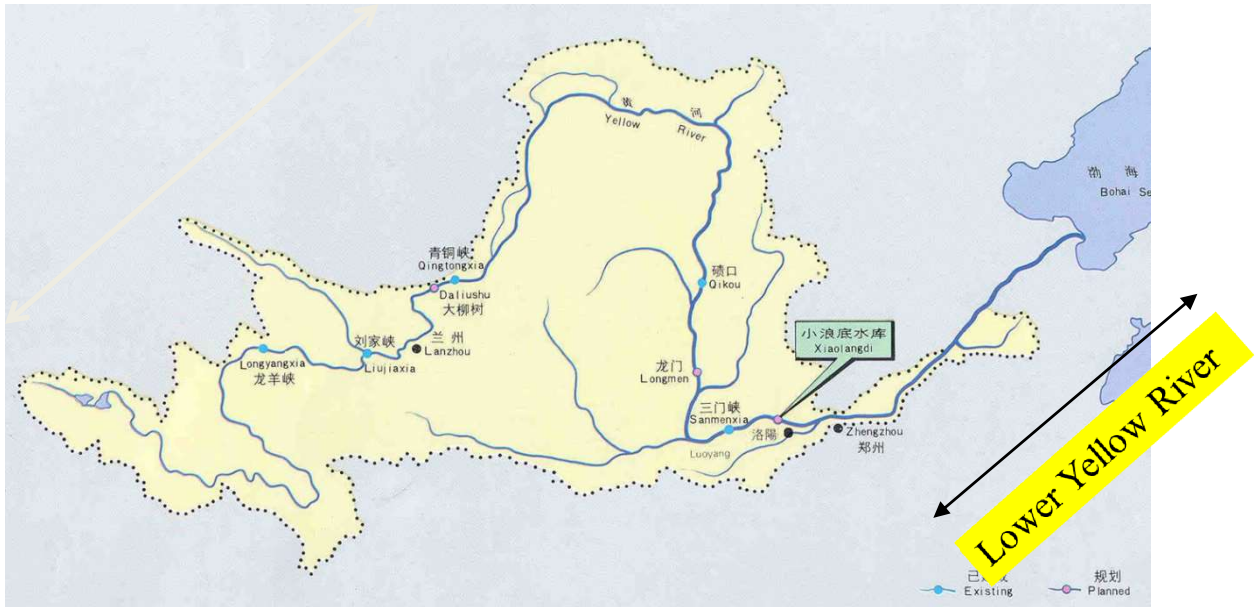 黄 河
Yellow River
渤 海
Bohai Se
青铜峡
Qingtongxia
Daliushu
大柳树
碛口
Qikou
小浪底水库
Xiaolangdi
刘家峡
Liujiaxia
兰 州
Lanzhou
Longyangxia
龙羊峡
龙门
Longmen
三门峡
Sanmenxia
洛陽
Luoyang
Zhengzhou
郑州
Lower Yellow River
已
Existing
规划
Planned